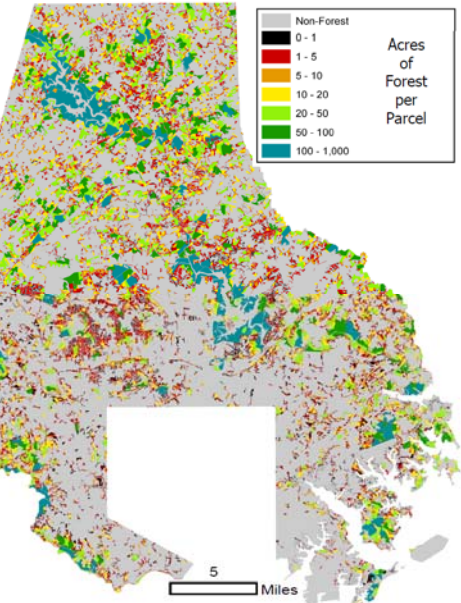 Non-Forest
0 - 1
1 - 5
5 - 10
10 - 20
20 - 50
50 - 100
100 - 1,000
Acres
of
Forest
per
Parcel
5
Miles